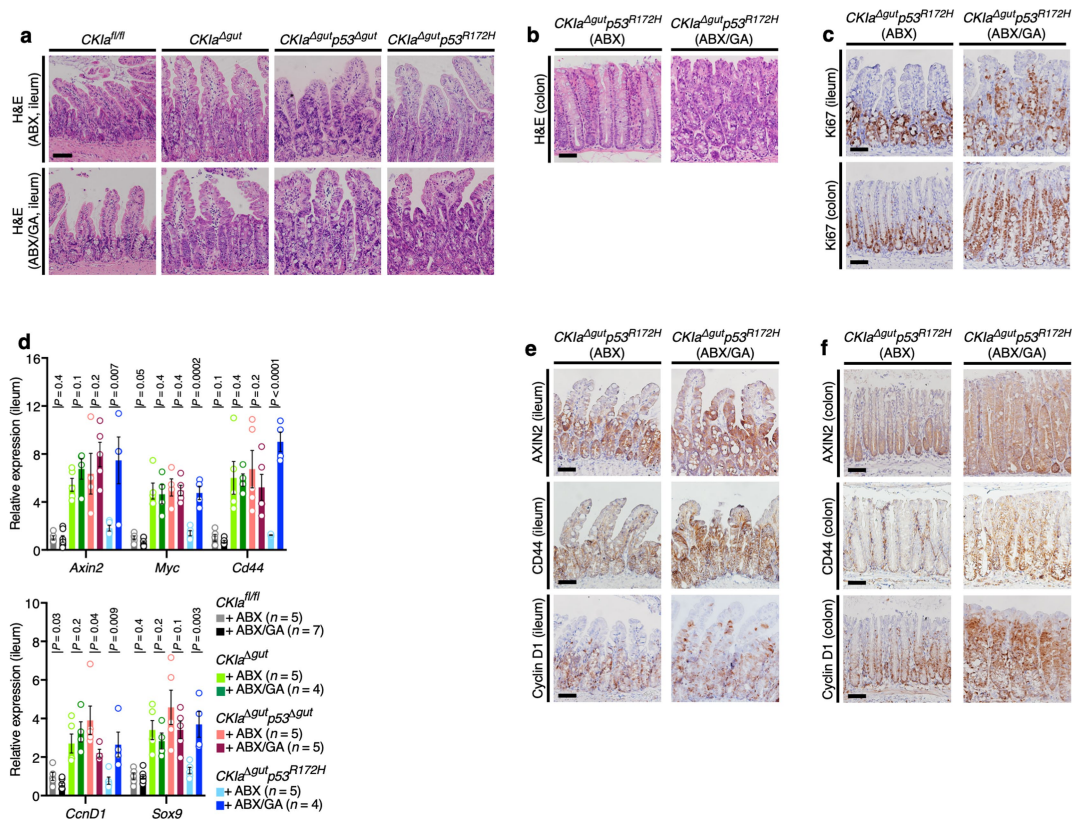 a
CKIa^fl/fl
CKIa^Δgut
CKIa^Δgut p53^Δgut
CKIa^Δgut p53^R172H
H&E
(ABX, ileum)
H&E
(ABX/GA, ileum)
b
CKIa^Δgut p53^R172H
(ABX)
CKIa^Δgut p53^R172H
(ABX/GA)
H&E (colon)
c
CKIa^Δgut p53^R172H
(ABX)
CKIa^Δgut p53^R172H
(ABX/GA)
Ki67 (ileum)
Ki67 (colon)
d
Relative expression (ileum)
16
12
8
4
0
P = 0.4
P = 0.1
P = 0.2
P = 0.007
P = 0.05
P = 0.4
P = 0.4
P = 0.0002
P = 0.1
P = 0.4
P = 0.2
P < 0.0001
Axin2
Myc
Cd44
Relative expression (ileum)
10
8
6
4
2
0
P = 0.03
P = 0.2
P = 0.04
P = 0.009
P = 0.4
P = 0.2
P = 0.1
P = 0.003
CcnD1
Sox9
CKIa^fl/fl
+ ABX (n = 5)
+ ABX/GA (n = 7)
CKIa^Δgut
+ ABX (n = 5)
+ ABX/GA (n = 4)
CKIa^Δgut p53^Δgut
+ ABX (n = 5)
+ ABX/GA (n = 5)
CKIa^Δgut p53^R172H
+ ABX (n = 5)
+ ABX/GA (n = 4)
e
CKIa^Δgut p53^R172H
(ABX)
CKIa^Δgut p53^R172H
(ABX/GA)
AXIN2 (ileum)
CD44 (ileum)
Cyclin D1 (ileum)
f
CKIa^Δgut p53^R172H
(ABX)
CKIa^Δgut p53^R172H
(ABX/GA)
AXIN2 (colon)
CD44 (colon)
Cyclin D1 (colon)